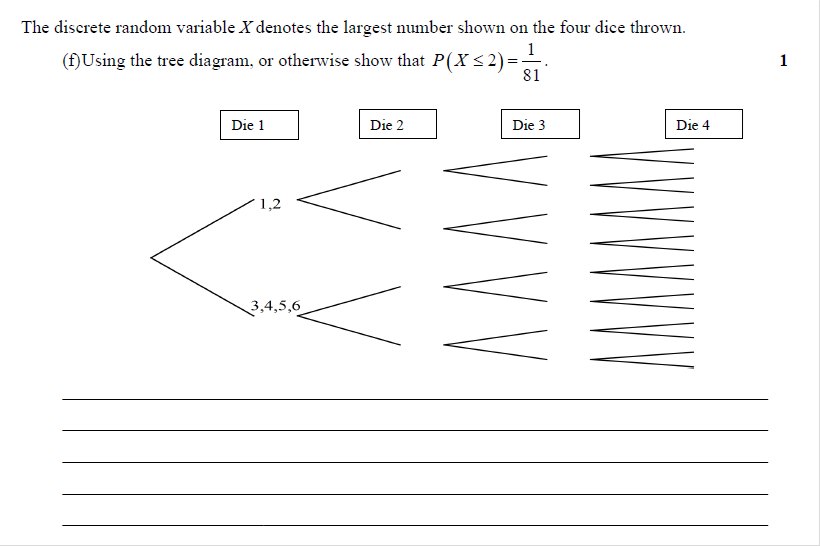 The discrete random variable X denotes the largest number shown on the four dice thrown.
(f)Using the tree diagram, or otherwise show that P(X ≤ 2) = 1/81. 1
Die 1 Die 2 Die 3 Die 4
1,2
3,4,5,6